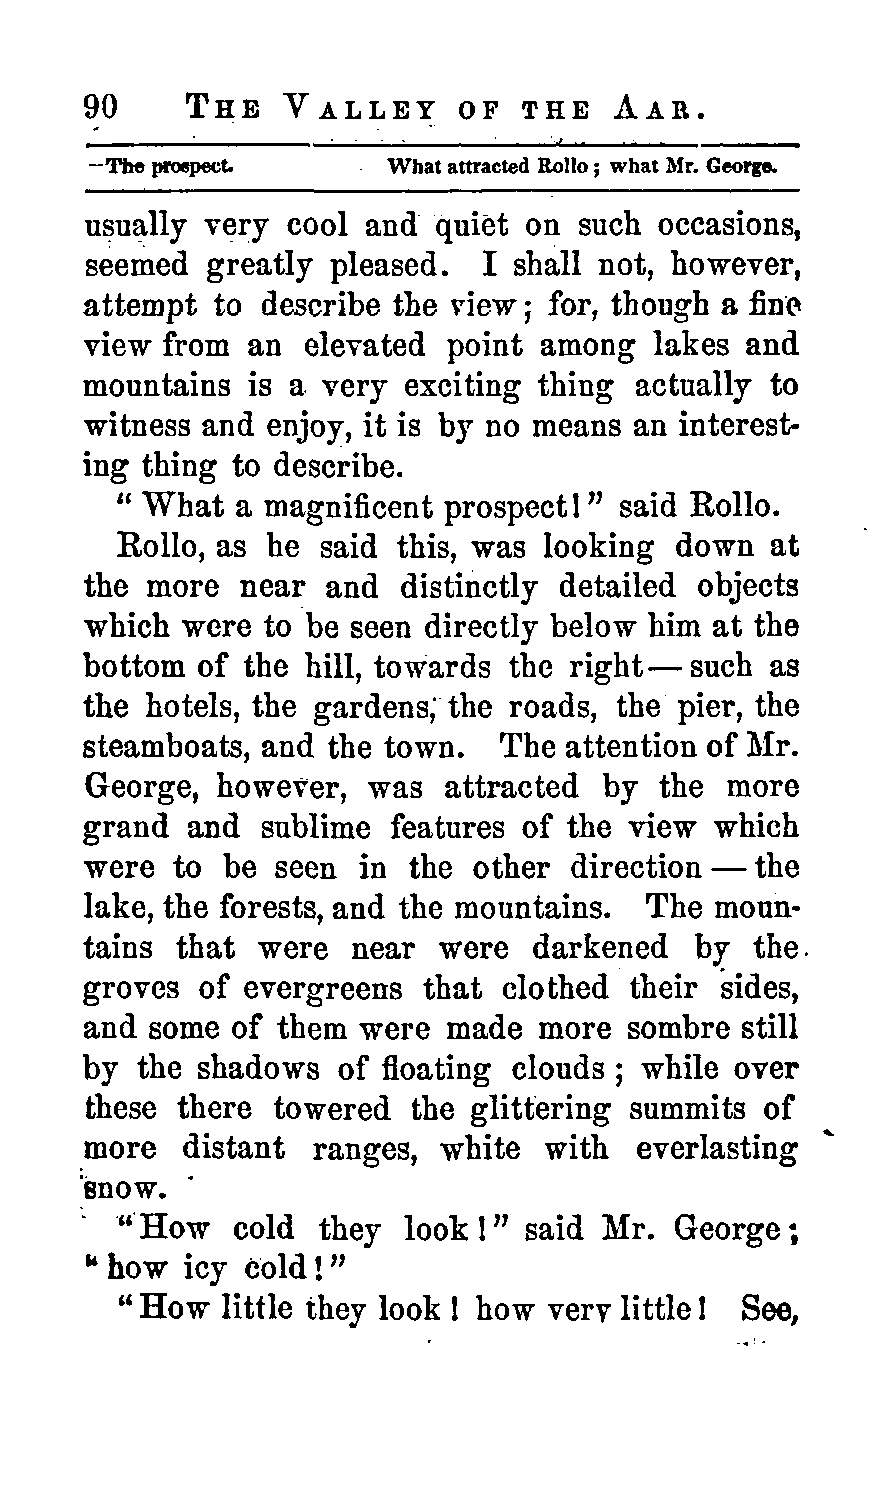 90 THE VALLEY OF THE AAR.
The prospect. What attracted Rollo; what Mr. George.
usually very cool and quiet on such occasions,
seemed greatly pleased. I shall not, however,
attempt to describe the view; for, though a fine
view from an elevated point among lakes and
mountains is a very exciting thing actually to
witness and enjoy, it is by no means an interest-
ing thing to describe.
"What a magnificent prospect!" said Rollo.
Rollo, as he said this, was looking down at
the more near and distinctly detailed objects
which were to be seen directly below him at the
bottom of the hill, towards the right — such as
the hotels, the gardens, the roads, the pier, the
steamboats, and the town. The attention of Mr.
George, however, was attracted by the more
grand and sublime features of the view which
were to be seen in the other direction — the
lake, the forests, and the mountains. The moun-
tains that were near were darkened by the
groves of evergreens that clothed their sides,
and some of them were made more sombre still
by the shadows of floating clouds; while over
these there towered the glittering summits of
more distant ranges, white with everlasting
snow.
"How cold they look!" said Mr. George;
"how icy cold!"
"How little they look! how very little! See,